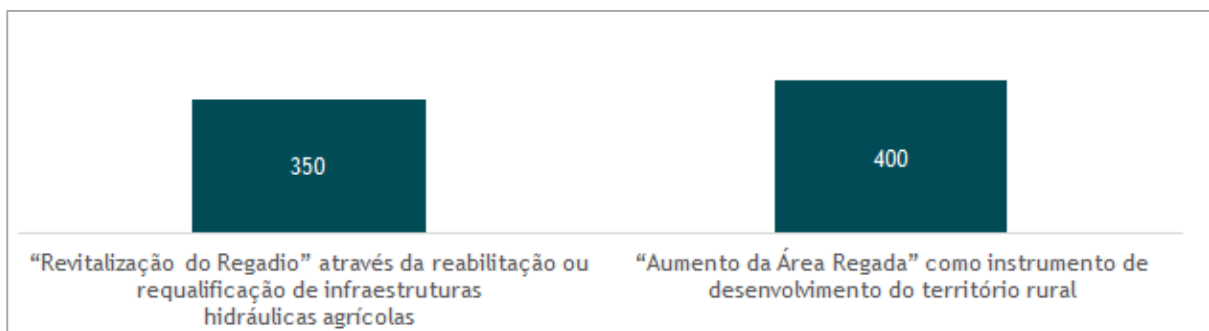 350
400
“Revitalização do Regadio” através da reabilitação ou
requalificação de infraestruturas
hidráulicas agrícolas
“Aumento da Área Regada” como instrumento de
desenvolvimento do território rural